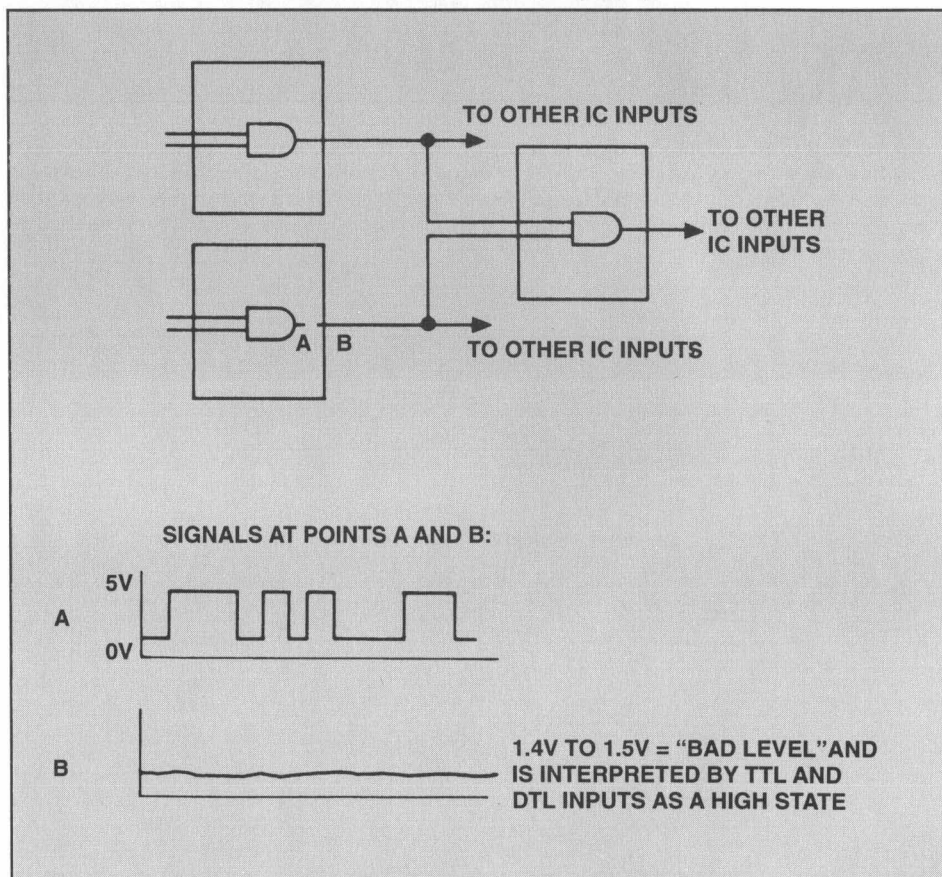 TO OTHER IC INPUTS
TO OTHER
IC INPUTS
A B
TO OTHER IC INPUTS
SIGNALS AT POINTS A AND B:
5V
A
0V
B
1.4V TO 1.5V = “BAD LEVEL”AND
IS INTERPRETED BY TTL AND
DTL INPUTS AS A HIGH STATE